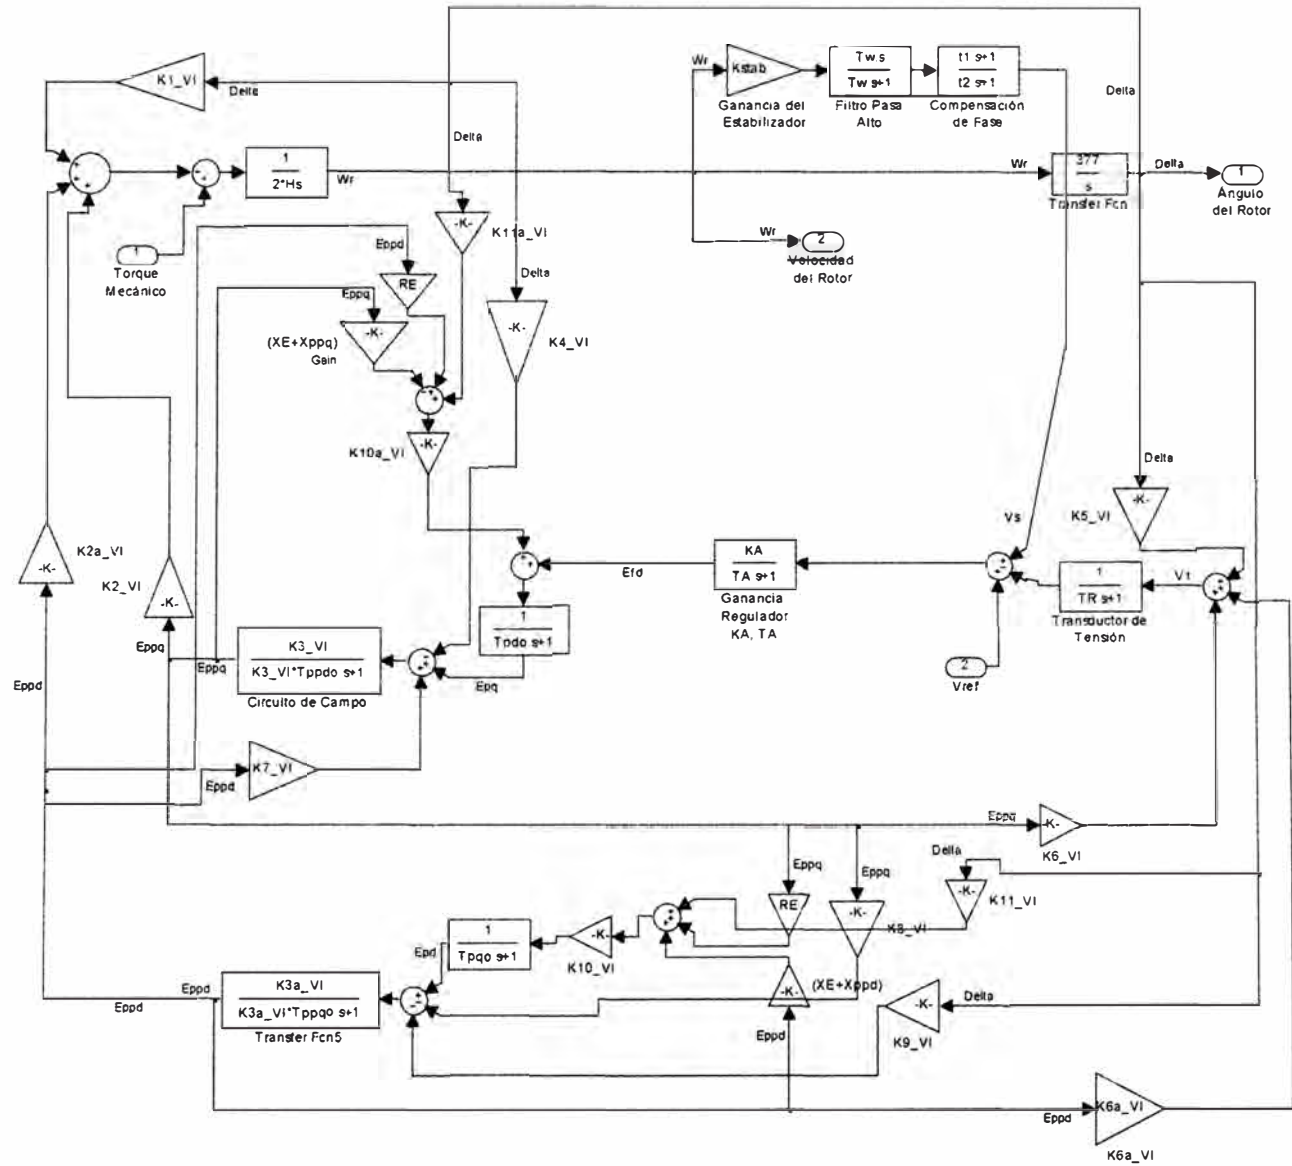 Delta
Wr
Kstab
Tw.s
Tw s+1
t1 s+1
t2 s+1
Ganancia del
Estabilizador
Filtro Pasa
Alto
Compensación
de Fase
K1_VI
Delta
Delta
1
2*Hs
Wr
Wr
377
s
Transfer Fcn
Delta
1
Angulo
del Rotor
1
Torque
Mecánico
Eppd
-K-
K11a_VI
Wr
2
Velocidad
del Rotor
RE
Eppq
Delta
-K-
(XE+Xppq)
Gain
-K-
K4_VI
-K-
K10a_VI
Delta
-K-
K5_VI
Vs
-K-
K2a_VI
-K-
K2_VI
Efd
KA
TA s+1
Ganancia
Regulador
KA, TA
1
TR s+1
Transductor de
Tensión
Vt
1
Tpdo s+1
Eppq
Eppq
K3_VI
K3_VI*Tppdo s+1
Circuito de Campo
Epq
2
Vref
Eppd
K7_VI
Eppd
Eppq
-K-
K6_VI
Eppq
Eppq
Delta
-K-
K11_VI
RE
-K-
K8_VI
1
Tpqo s+1
-K-
K10_VI
Epd
-K-
(XE+Xppd)
Eppd
Eppd
K3a_VI
K3a_VI*Tppqo s+1
Transfer Fcn5
-K-
Delta
K9_VI
Eppd
Eppd
K6a_VI
K6a_VI